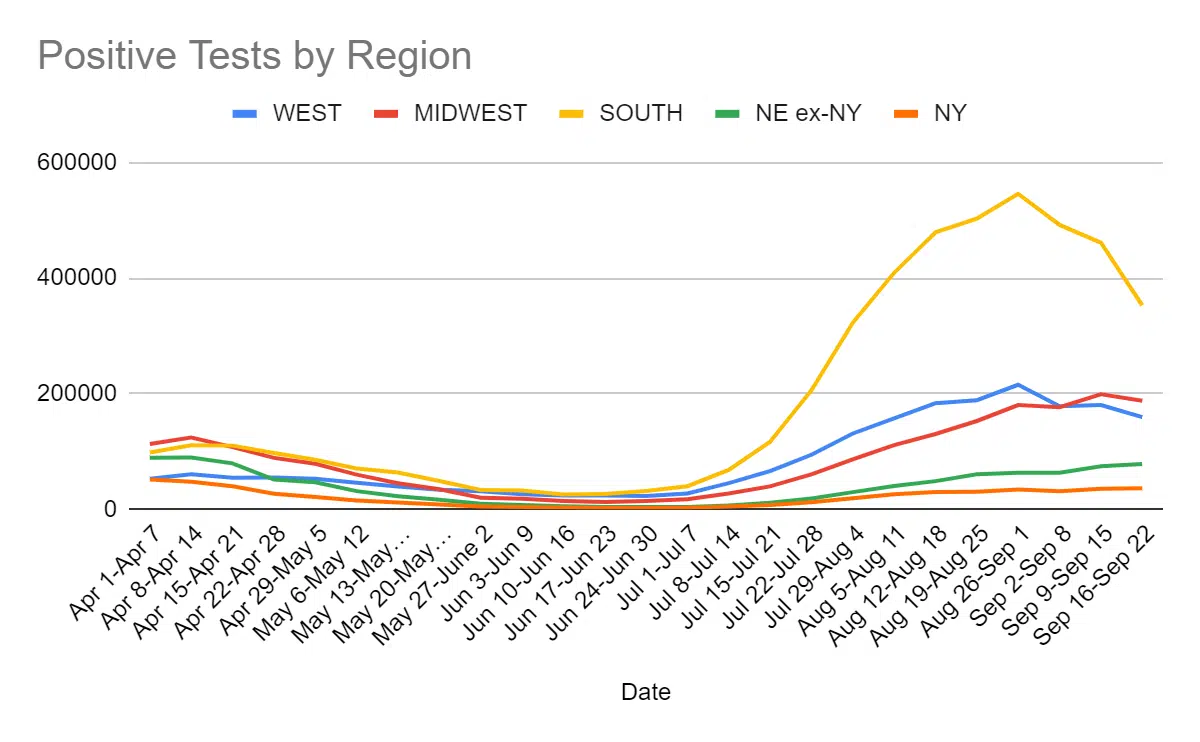 Positive Tests by Region
WEST MIDWEST SOUTH NE ex-NY NY
600000
400000
200000
0
Apr 1-Apr 7
Apr 8-Apr 14
Apr 15-Apr 21
Apr 22-Apr 28
Apr 29-May 5
May 6-May 12
May 13-May…
May 20-May…
May 27-June 2
Jun 3-Jun 9
Jun 10-Jun 16
Jun 17-Jun 23
Jun 24-Jun 30
Jul 1-Jul 7
Jul 8-Jul 14
Jul 15-Jul 21
Jul 22-Jul 28
Jul 29-Aug 4
Aug 5-Aug 11
Aug 12-Aug 18
Aug 19-Aug 25
Aug 26-Sep 1
Sep 2-Sep 8
Sep 9-Sep 15
Sep 16-Sep 22
Date